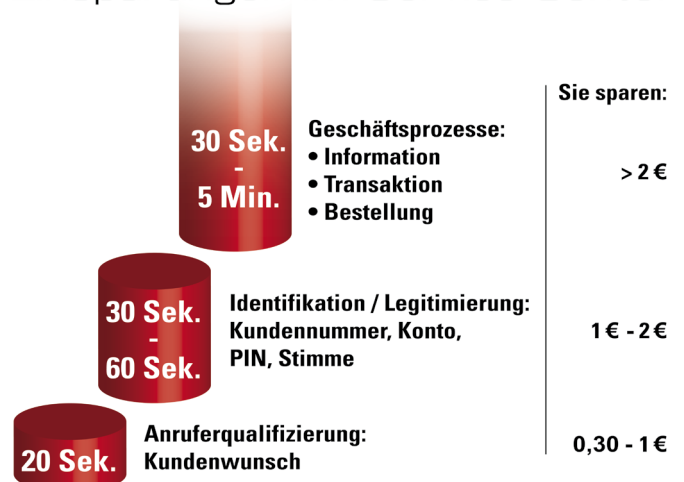 Sie sparen:
30 Sek.
-
5 Min.
Geschäftsprozesse:
• Information
• Transaktion
• Bestellung
> 2 €
30 Sek.
-
60 Sek.
Identifikation / Legitimierung:
Kundennummer, Konto,
PIN, Stimme
1 € - 2 €
20 Sek.
Anruferqualifizierung:
Kundenwunsch
0,30 - 1 €